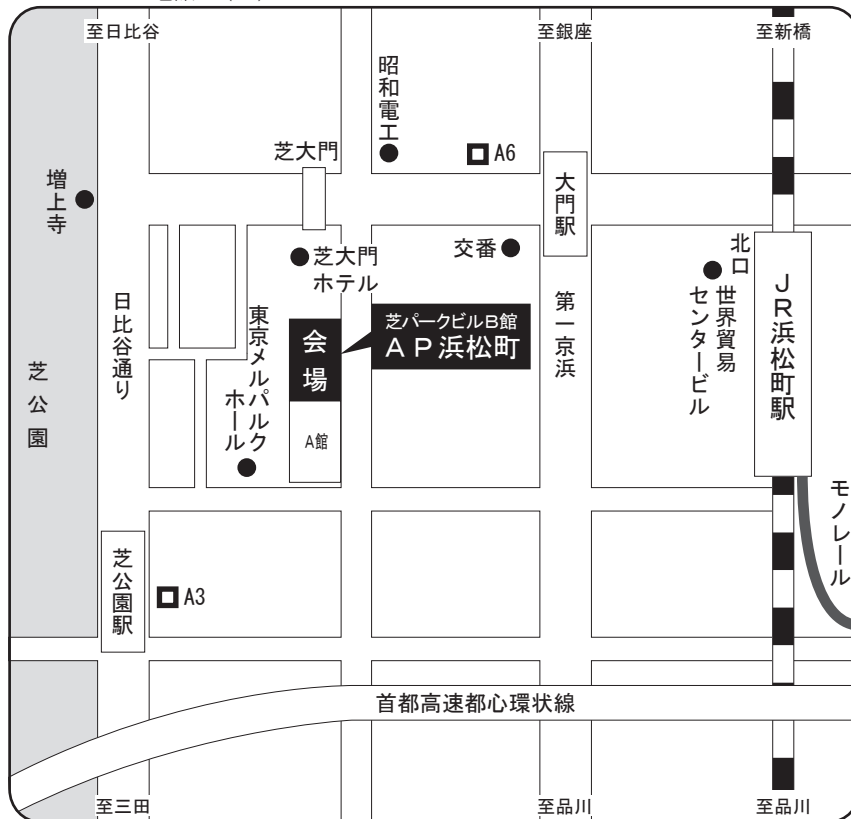 至日比谷
至銀座
至新橋
昭和電工
芝大門
A6
増上寺
大門駅
交番
北口
芝大門
ホテル
世界貿易
センタービル
JR浜松町駅
日比谷通り
東京メルパルク
ホール
会場
芝パークビルB館
AP浜松町
第一京浜
芝公園
A館
モノレール
芝公園駅
A3
首都高速都心環状線
至三田
至品川
至品川